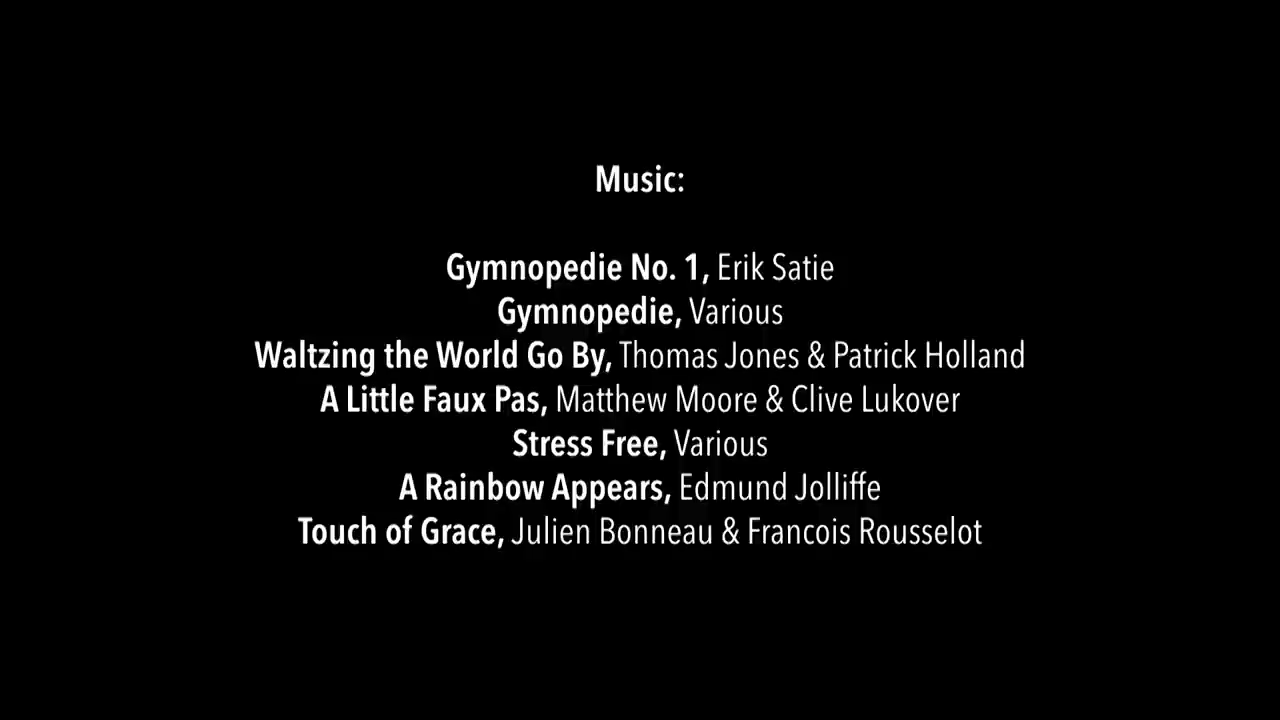 Music:
Gymnopedie No. 1, Erik Satie
Gymnopedie, Various
Waltzing the World Go By, Thomas Jones & Patrick Holland
A Little Faux Pas, Matthew Moore & Clive Lukover
Stress Free, Various
A Rainbow Appears, Edmund Jolliffe
Touch of Grace, Julien Bonneau & Francois Rousselot